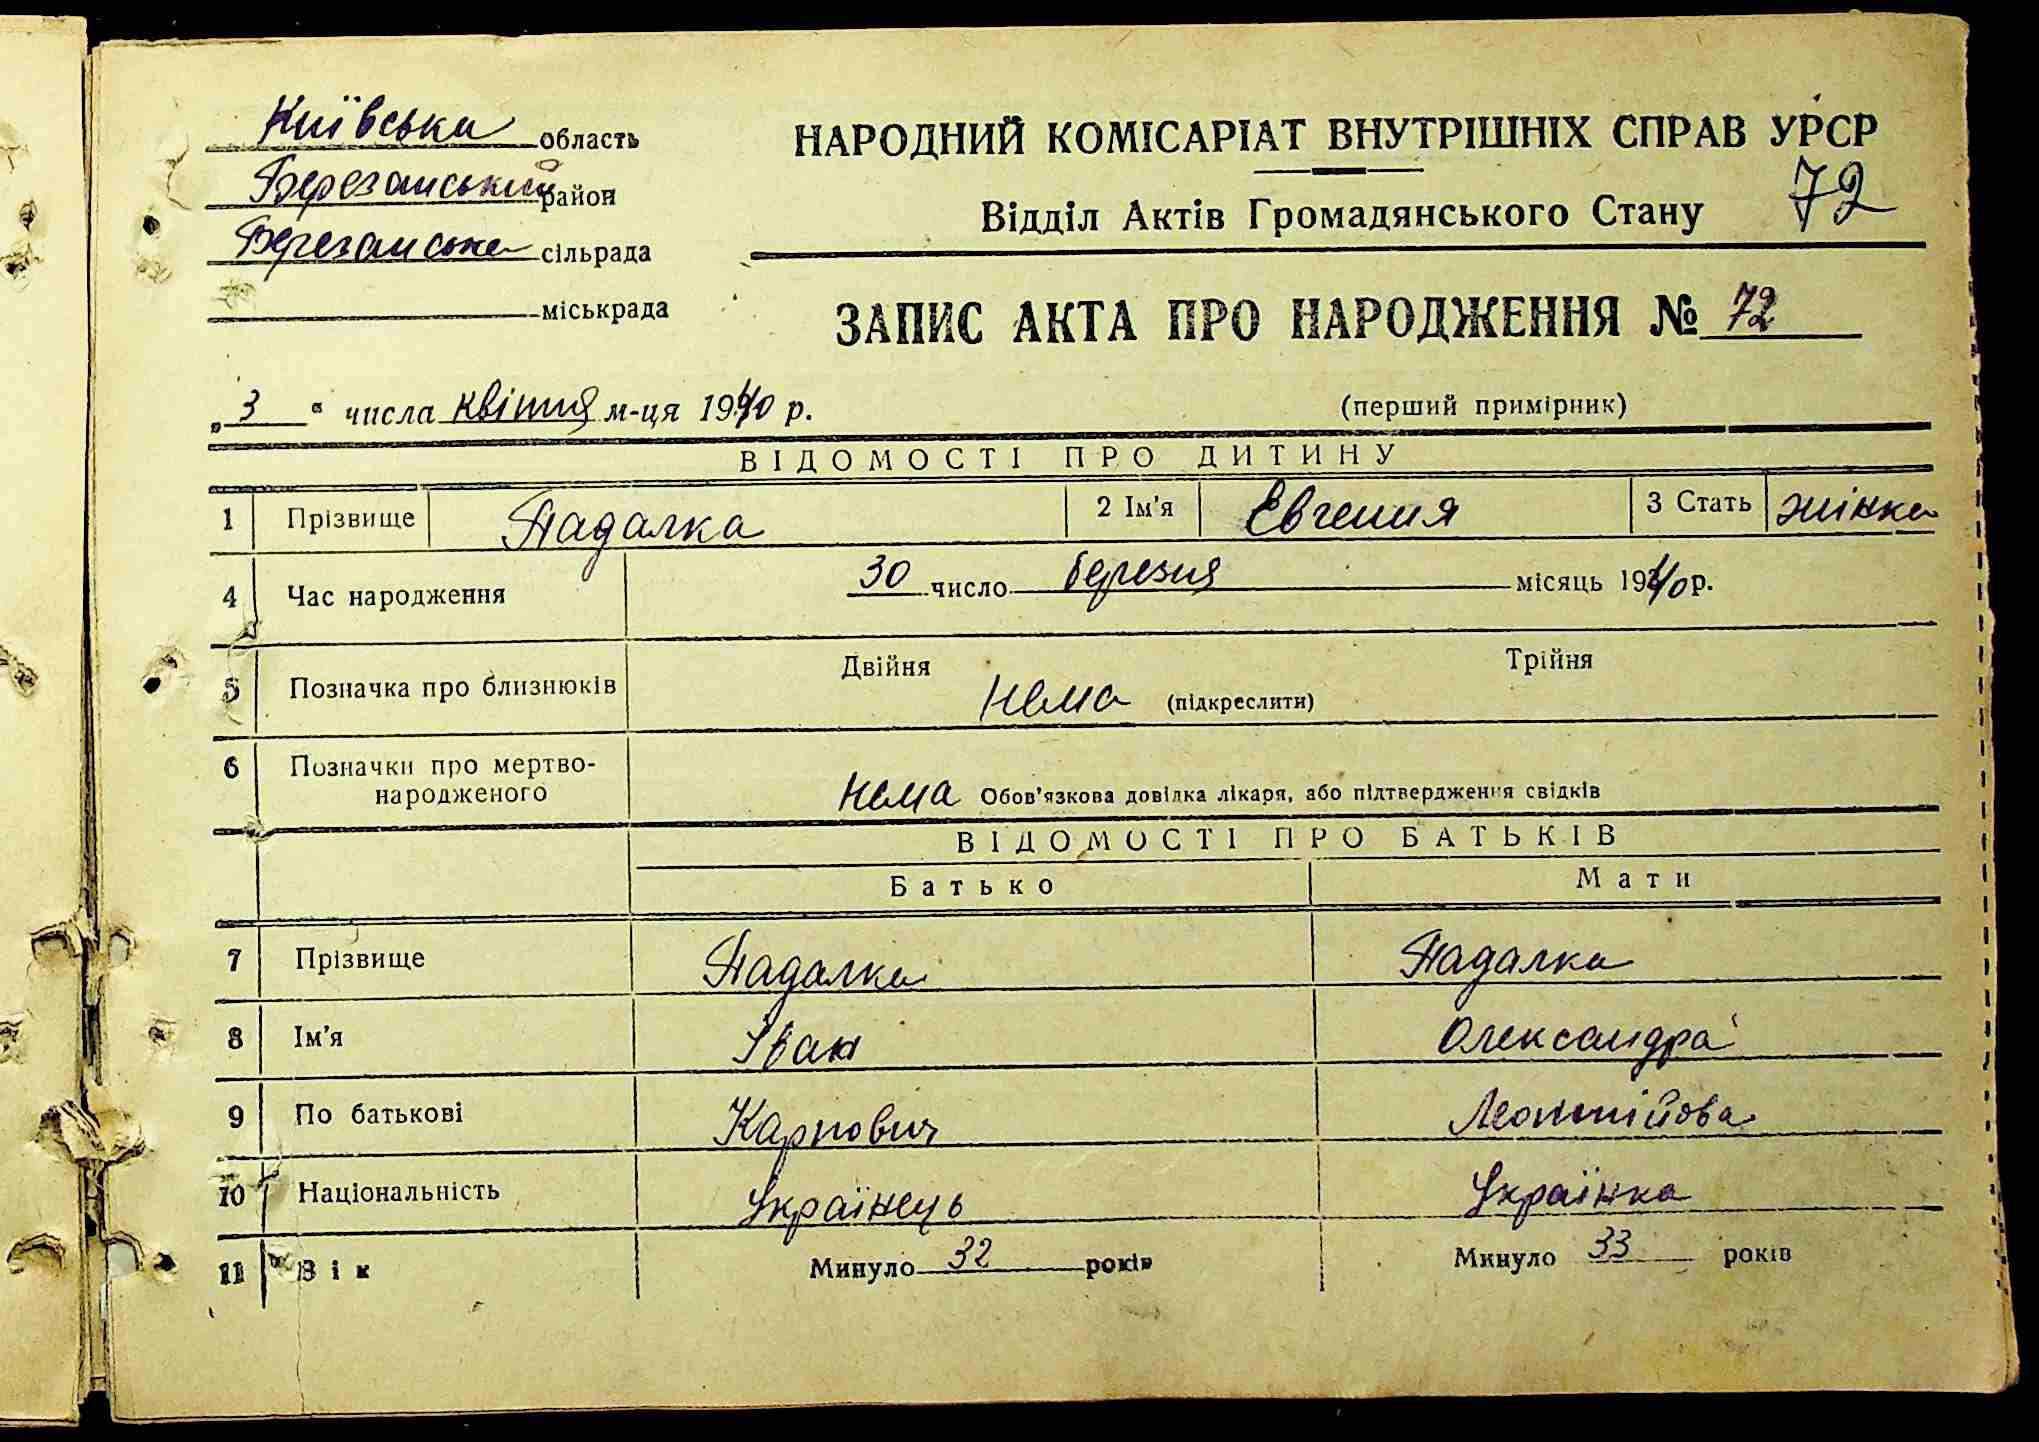 Київська область
Березанський район
Березанська сільрада
міськрада
НАРОДНИЙ КОМІСАРІАТ ВНУТРІШНІХ СПРАВ УРСР
Відділ Актів Громадянського Стану 72
ЗАПИС АКТА ПРО НАРОДЖЕННЯ № 72
„3“ числа квітня м-ця 1940 р. (перший примірник)
ВІДОМОСТІ ПРО ДИТИНУ
1 Прізвище Падалка 2 Ім'я Евгения 3 Стать жінка
4 Час народження 30 число березня місяць 1940 р.
5 Позначка про близнюків Двійня Трійня
нема (підкреслити)
6 Позначки про мертво-
народженого нема Обов'язкова довідка лікаря, або підтвердження свідків
ВІДОМОСТІ ПРО БАТЬКІВ
Батько Мати
7 Прізвище Падалка Падалка
8 Ім'я Іван Олександра
9 По батькові Карпович Леонтійова
10 Національність Українець Українка
11 Вік Минуло 32 років Минуло 33 років